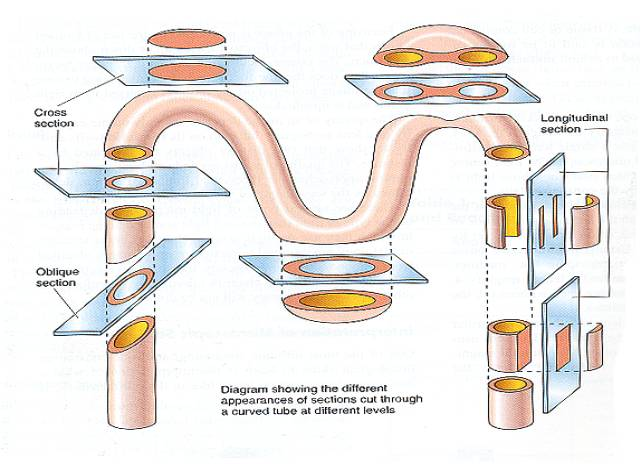 Cross
section
Longitudinal
section
Oblique
section
Diagram showing the different
appearances of sections cut through
a curved tube at different levels